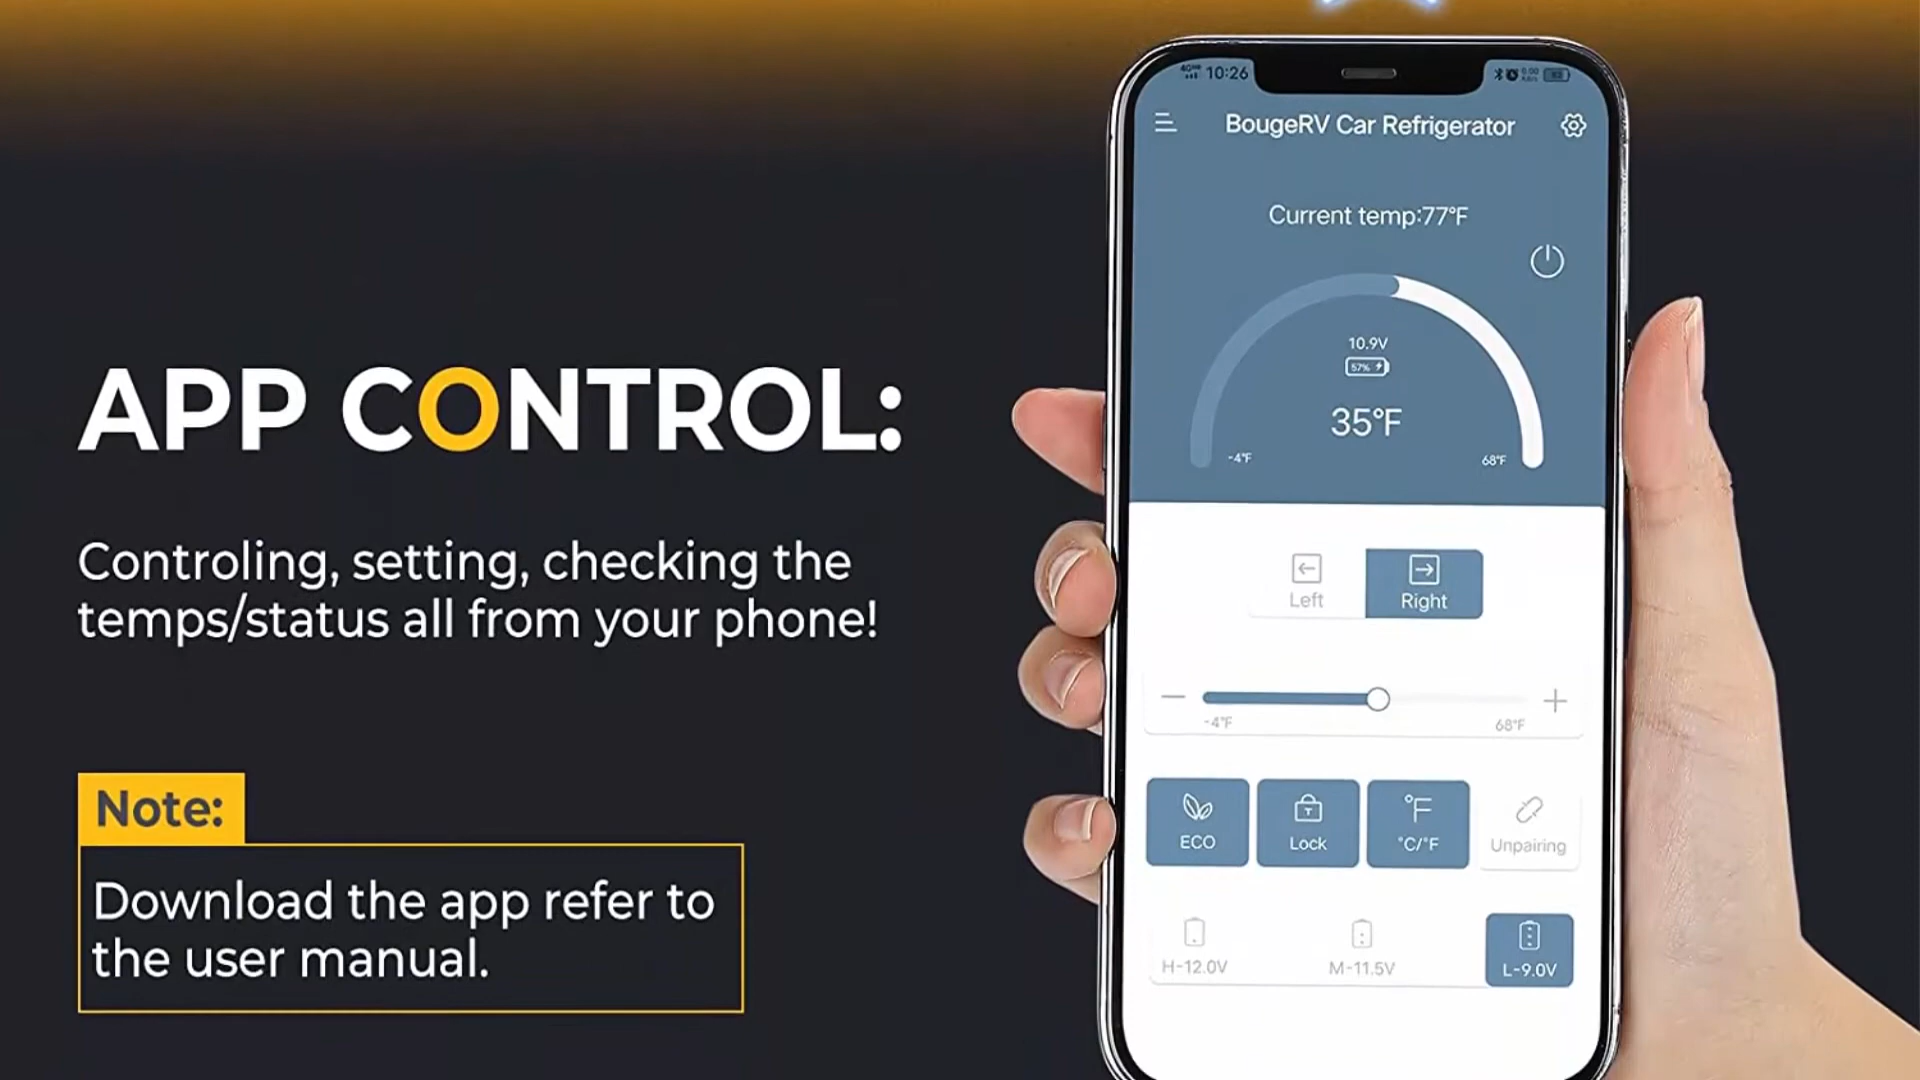 APP CONTROL:
Controling, setting, checking the
temps/status all from your phone!
Note:
Download the app refer to
the user manual.
10:26
BougeRV Car Refrigerator
Current temp:77°F
10.9V
57%
35°F
-4°F
68°F
Left
Right
-4°F
68°F
ECO
Lock
°F
°C/°F
Unpairing
H-12.0V
M-11.5V
L-9.0V